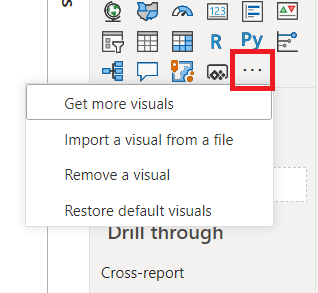 123
R
Py
...
Get more visuals
Import a visual from a file
Remove a visual
Restore default visuals
Drill through
Cross-report